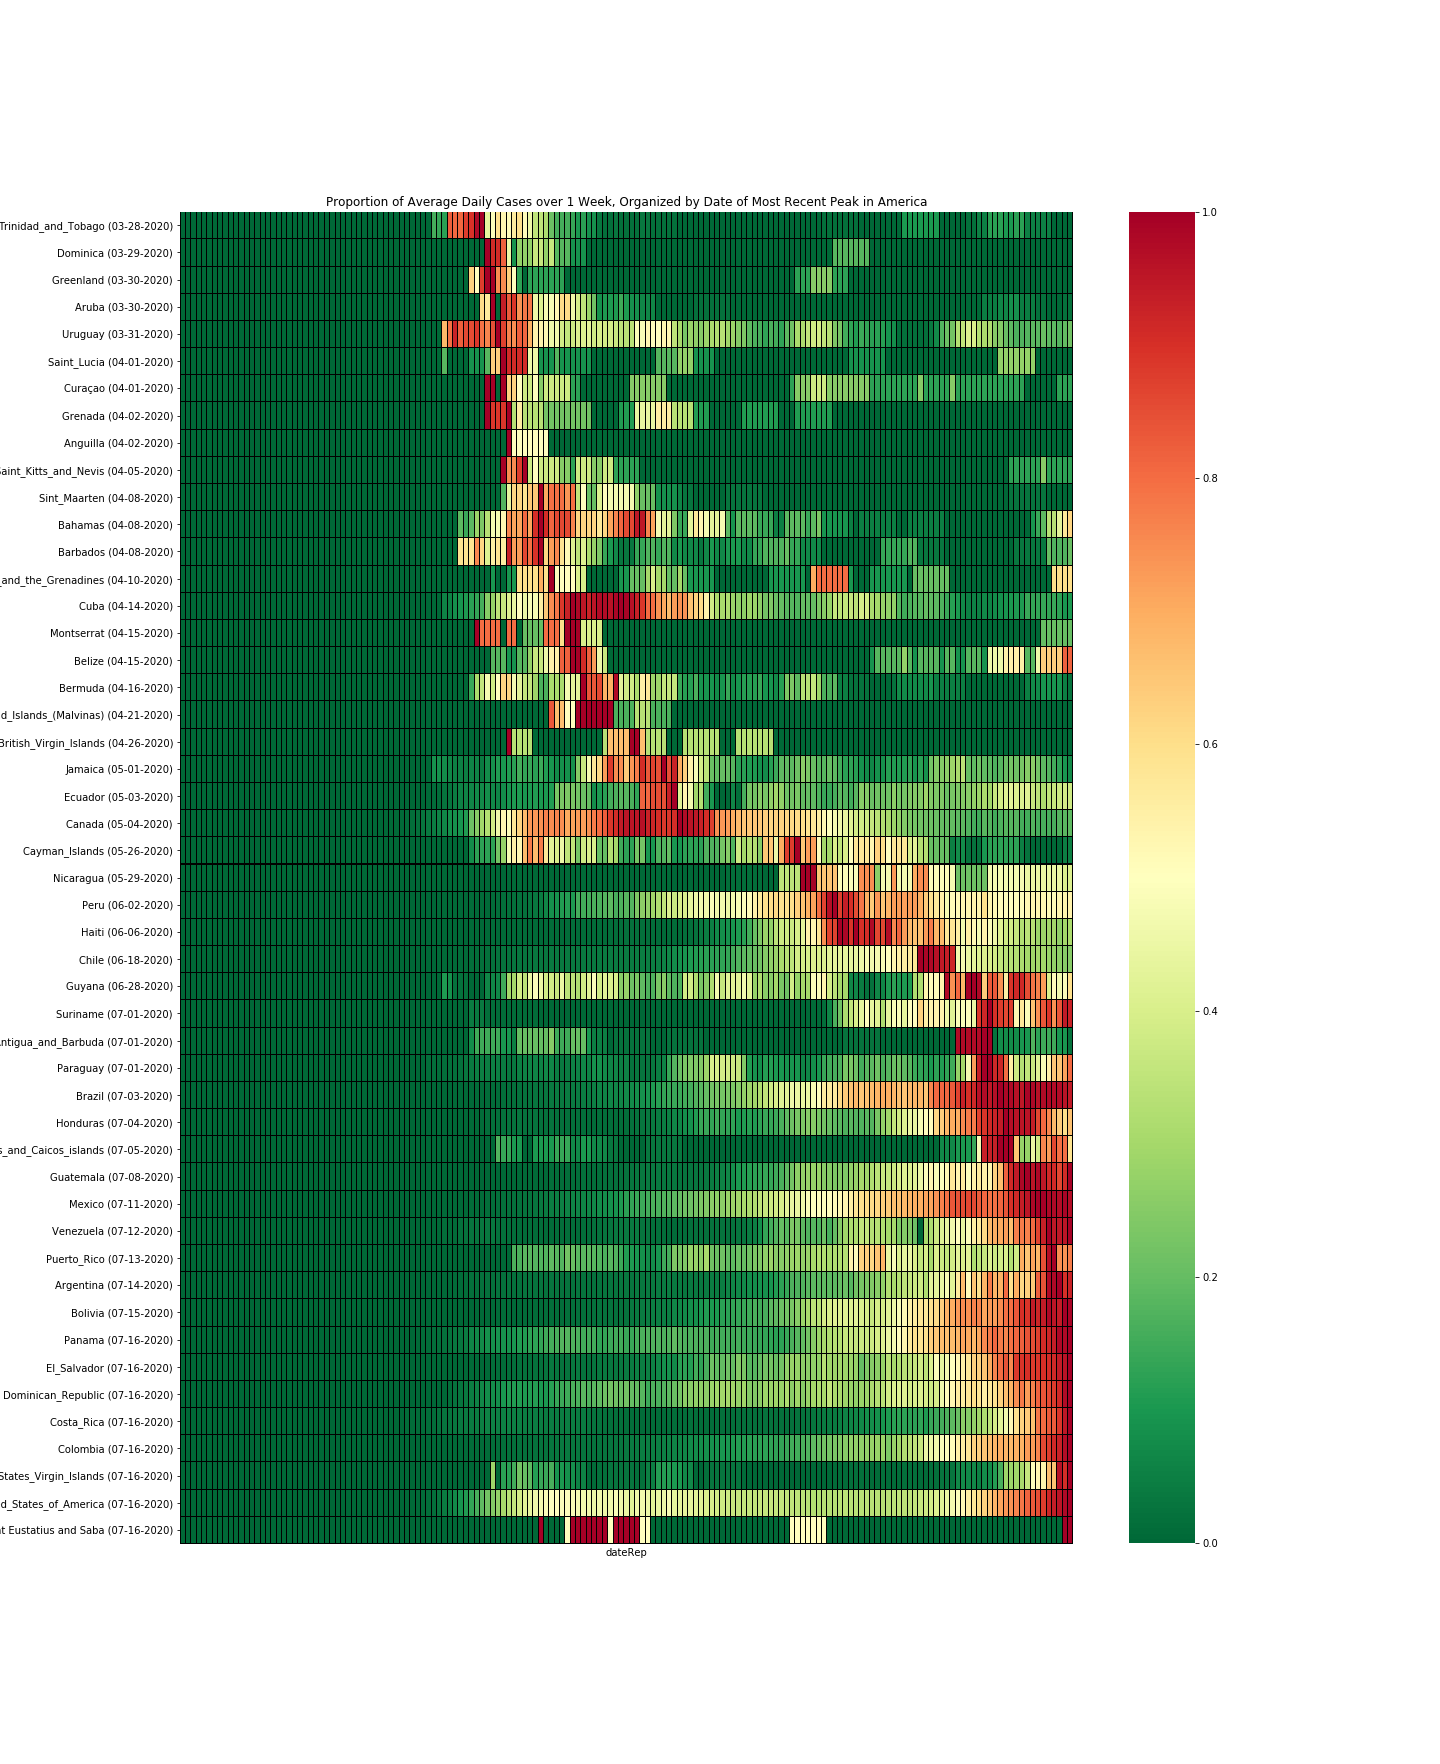 Proportion of Average Daily Cases over 1 Week, Organized by Date of Most Recent Peak in America
Trinidad_and_Tobago (03-28-2020)
Dominica (03-29-2020)
Greenland (03-30-2020)
Aruba (03-30-2020)
Uruguay (03-31-2020)
Saint_Lucia (04-01-2020)
Curaçao (04-01-2020)
Grenada (04-02-2020)
Anguilla (04-02-2020)
aint_Kitts_and_Nevis (04-05-2020)
Sint_Maarten (04-08-2020)
Bahamas (04-08-2020)
Barbados (04-08-2020)
_and_the_Grenadines (04-10-2020)
Cuba (04-14-2020)
Montserrat (04-15-2020)
Belize (04-15-2020)
Bermuda (04-16-2020)
d_Islands_(Malvinas) (04-21-2020)
British_Virgin_Islands (04-26-2020)
Jamaica (05-01-2020)
Ecuador (05-03-2020)
Canada (05-04-2020)
Cayman_Islands (05-26-2020)
Nicaragua (05-29-2020)
Peru (06-02-2020)
Haiti (06-06-2020)
Chile (06-18-2020)
Guyana (06-28-2020)
Suriname (07-01-2020)
ntigua_and_Barbuda (07-01-2020)
Paraguay (07-01-2020)
Brazil (07-03-2020)
Honduras (07-04-2020)
s_and_Caicos_islands (07-05-2020)
Guatemala (07-08-2020)
Mexico (07-11-2020)
Venezuela (07-12-2020)
Puerto_Rico (07-13-2020)
Argentina (07-14-2020)
Bolivia (07-15-2020)
Panama (07-16-2020)
El_Salvador (07-16-2020)
Dominican_Republic (07-16-2020)
Costa_Rica (07-16-2020)
Colombia (07-16-2020)
States_Virgin_Islands (07-16-2020)
d_States_of_America (07-16-2020)
t Eustatius and Saba (07-16-2020)
dateRep
1.0
0.8
0.6
0.4
0.2
0.0